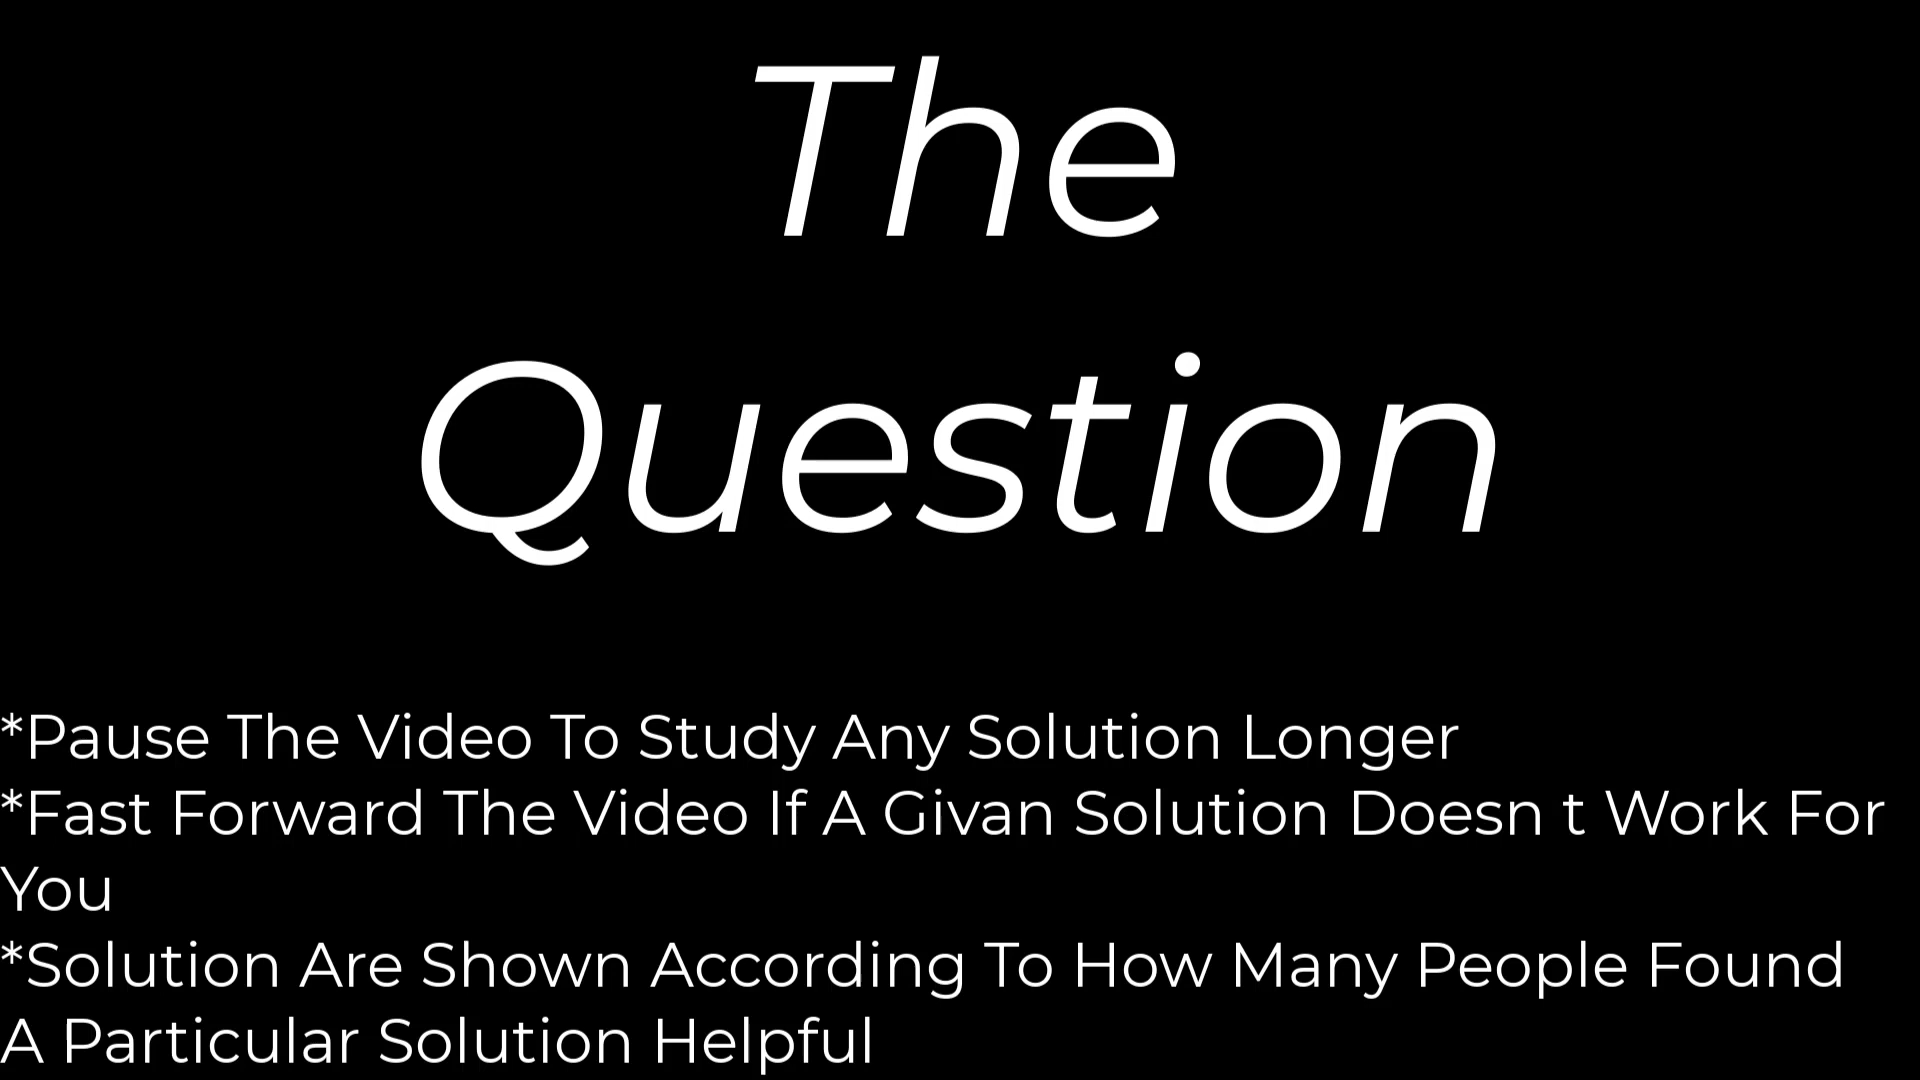 The
Question
*Pause The Video To Study Any Solution Longer
*Fast Forward The Video If A Givan Solution Doesn t Work For
You
*Solution Are Shown According To How Many People Found
A Particular Solution Helpful